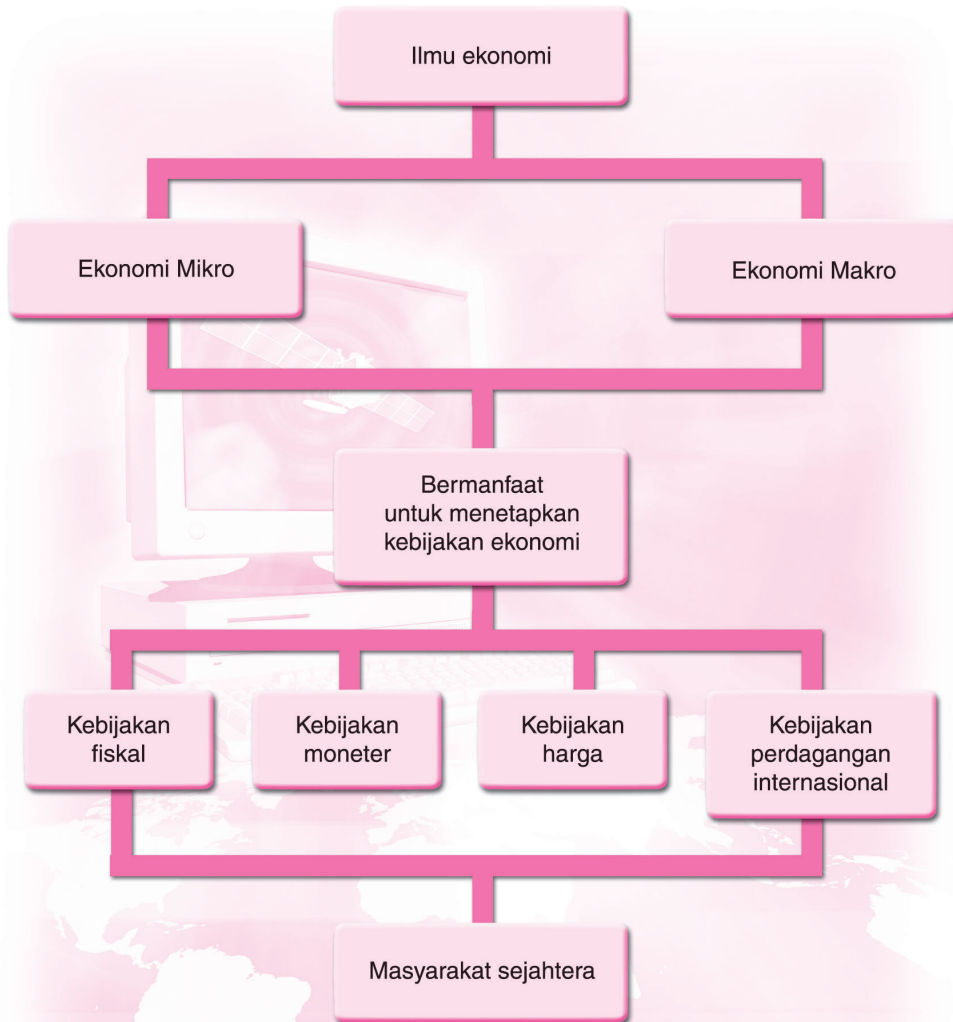 Ilmu ekonomi
Ekonomi Mikro
Ekonomi Makro
Bermanfaat
untuk menetapkan
kebijakan ekonomi
Kebijakan
fiskal
Kebijakan
moneter
Kebijakan
harga
Kebijakan
perdagangan
internasional
Masyarakat sejahtera